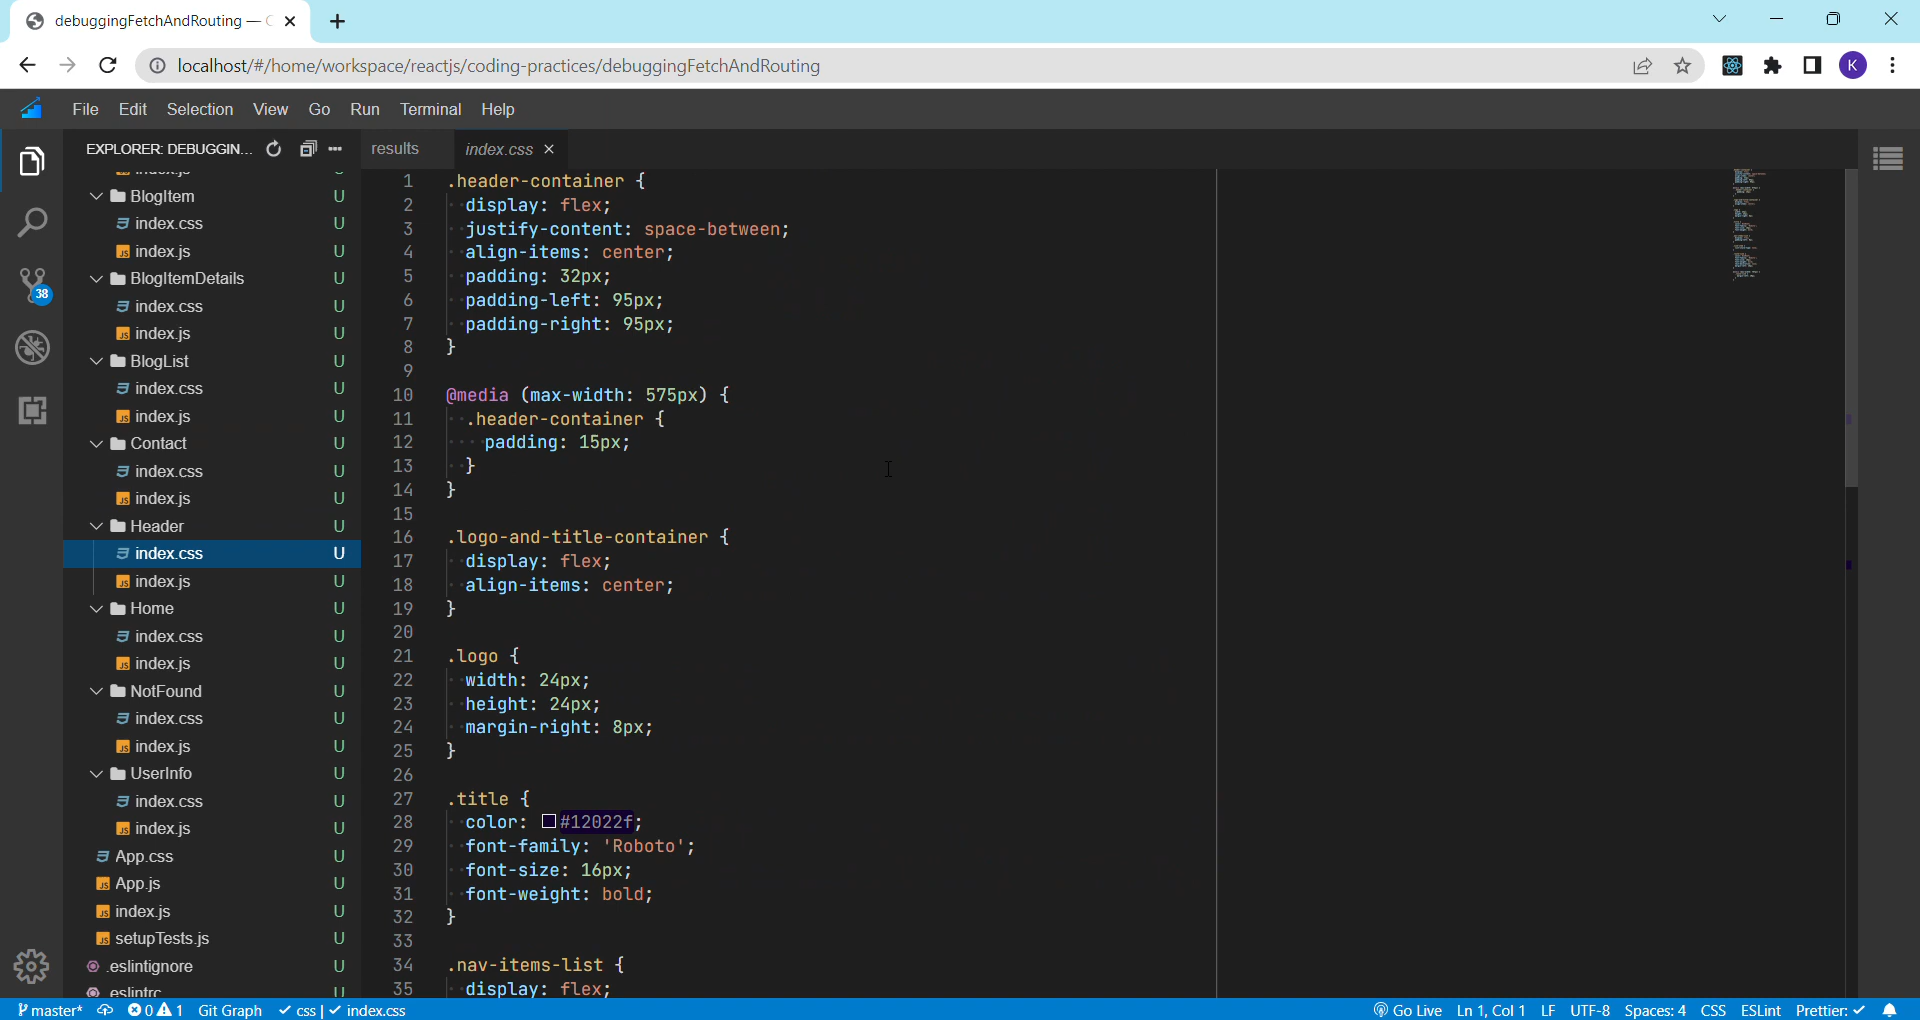 debuggingFetchAndRouting —
localhost/#/home/workspace/reactjs/coding-practices/debuggingFetchAndRouting
K
File Edit Selection View Go Run Terminal Help
EXPLORER: DEBUGGIN...
results
index.css
38
BlogItem U
index.css U
index.js U
BlogItemDetails U
index.css U
index.js U
BlogList U
index.css U
index.js U
Contact U
index.css U
index.js U
Header U
index.css U
index.js U
Home U
index.css U
index.js U
NotFound U
index.css U
index.js U
UserInfo U
index.css U
index.js U
App.css U
App.js U
index.js U
setupTests.js U
.eslintignore U
.eslintrc U
1 .header-container {
2 display: flex;
3 justify-content: space-between;
4 align-items: center;
5 padding: 32px;
6 padding-left: 95px;
7 padding-right: 95px;
8 }
9
10 @media (max-width: 575px) {
11 .header-container {
12 padding: 15px;
13 }
14 }
15
16 .logo-and-title-container {
17 display: flex;
18 align-items: center;
19 }
20
21 .logo {
22 width: 24px;
23 height: 24px;
24 margin-right: 8px;
25 }
26
27 .title {
28 color: #12022f;
29 font-family: 'Roboto';
30 font-size: 16px;
31 font-weight: bold;
32 }
33
34 .nav-items-list {
35 display: flex;
master* 0 1 Git Graph ✓ css | ✓ index.css
Go Live Ln 1, Col 1 LF UTF-8 Spaces: 4 CSS ESLint Prettier: ✓